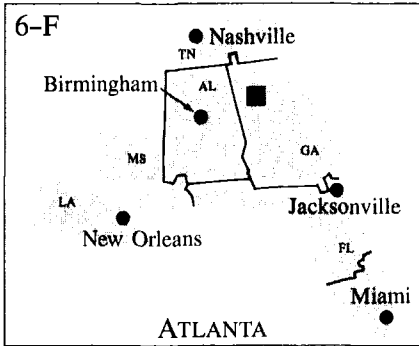 6-F
Nashville
TN
Birmingham
AL
MS
GA
LA
Jacksonville
New Orleans
FL
Miami
ATLANTA